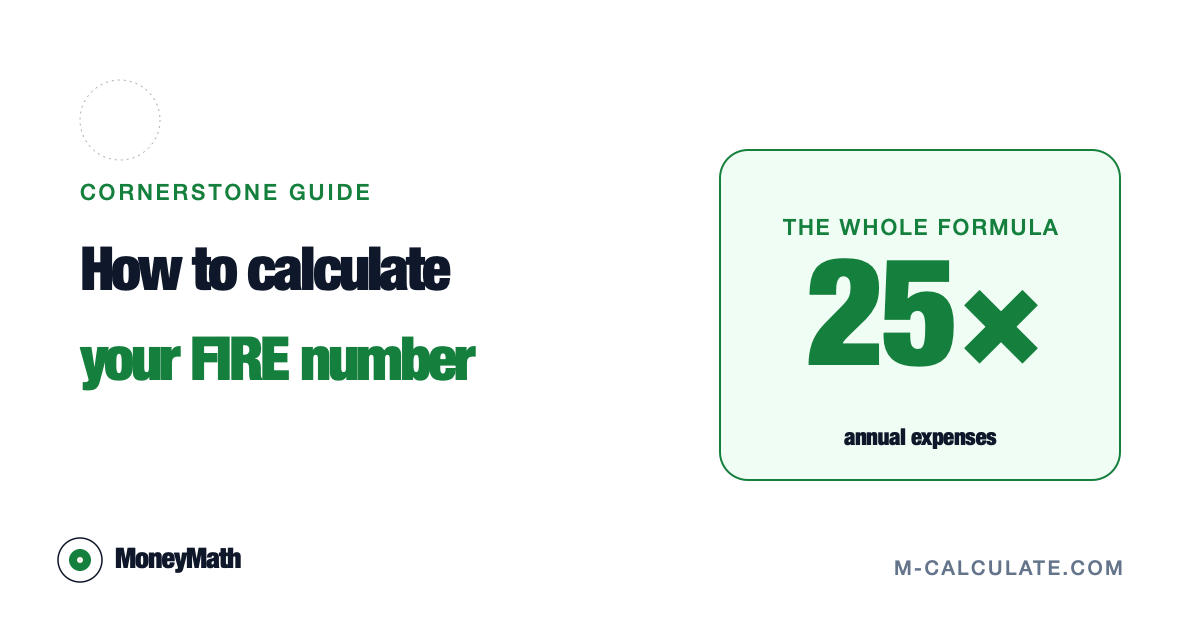 CORNERSTONE GUIDE
How to calculate
your FIRE number
THE WHOLE FORMULA
25×
annual expenses
MoneyMath
M-CALCULATE.COM